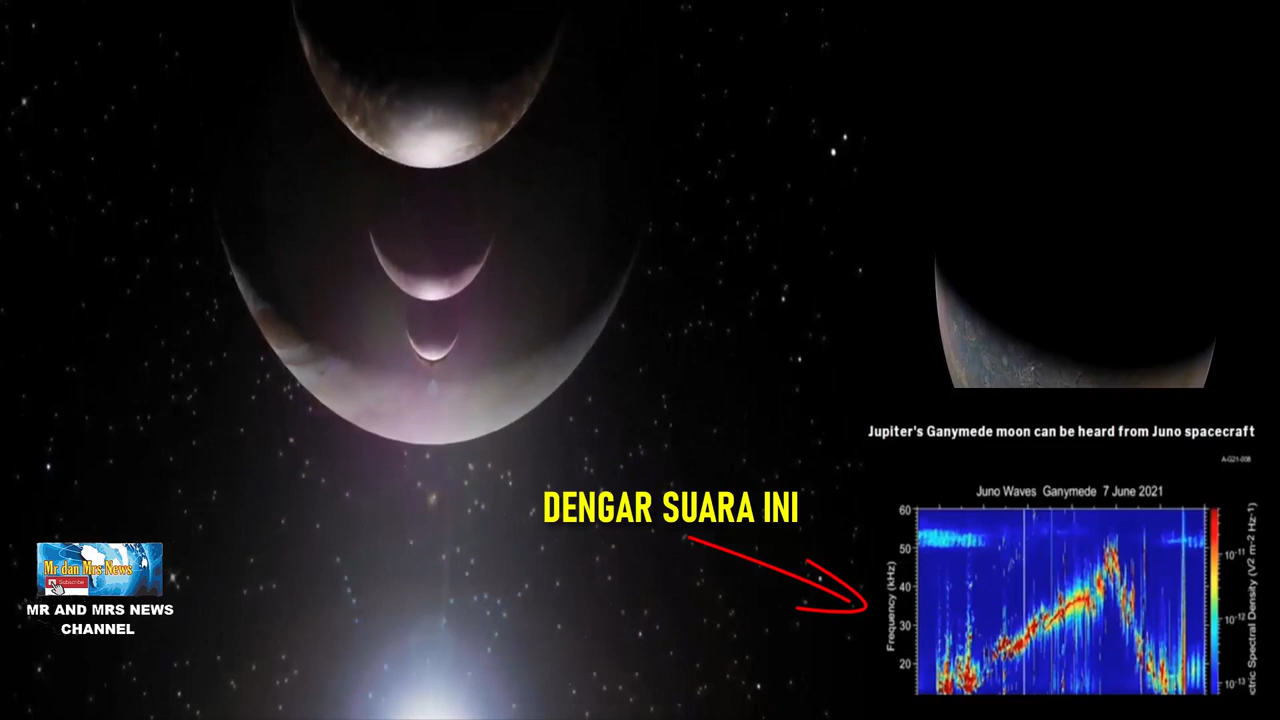 Jupiter's Ganymede moon can be heard from Juno spacecraft
A-G21-008
Juno Waves Ganymede 7 June 2021
DENGAR SUARA INI
60
50
40
30
20
Frequency (kHz)
10-11
10-12
10-13
ctric Spectral Density (V2 m-2 Hz-1)
Mr dan Mrs News
Subscribe
MR AND MRS NEWS
CHANNEL